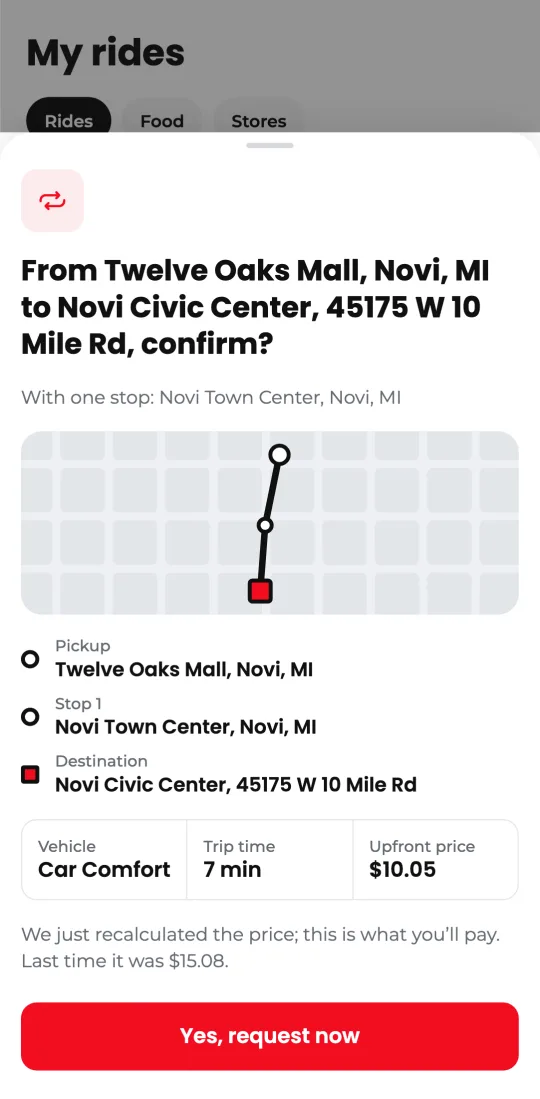 My rides
Rides
Food
Stores
From Twelve Oaks Mall, Novi, MI
to Novi Civic Center, 45175 W 10
Mile Rd, confirm?
With one stop: Novi Town Center, Novi, MI
Pickup
Twelve Oaks Mall, Novi, MI
Stop 1
Novi Town Center, Novi, MI
Destination
Novi Civic Center, 45175 W 10 Mile Rd
Vehicle
Car Comfort
Trip time
7 min
Upfront price
$10.05
We just recalculated the price; this is what you’ll pay.
Last time it was $15.08.
Yes, request now